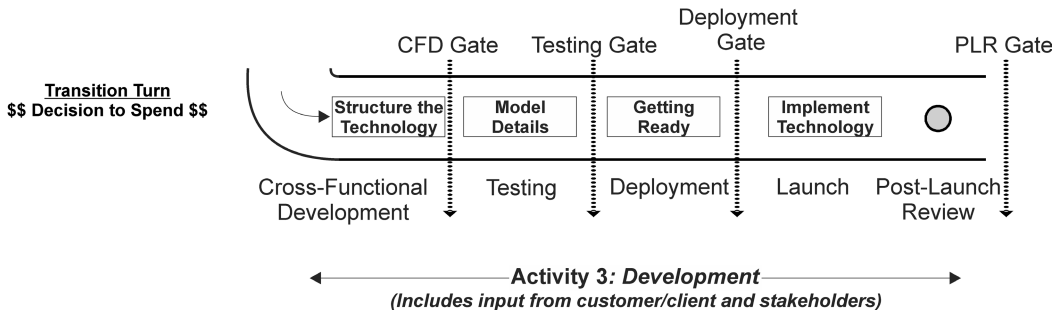 Deployment
Gate
CFD Gate
Testing Gate
PLR Gate
Transition Turn
$$ Decision to Spend $$
Structure the
Technology
Model
Details
Getting
Ready
Implement
Technology
Cross-Functional
Development
Testing
Deployment
Launch
Post-Launch
Review
Activity 3: Development
(Includes input from customer/client and stakeholders)